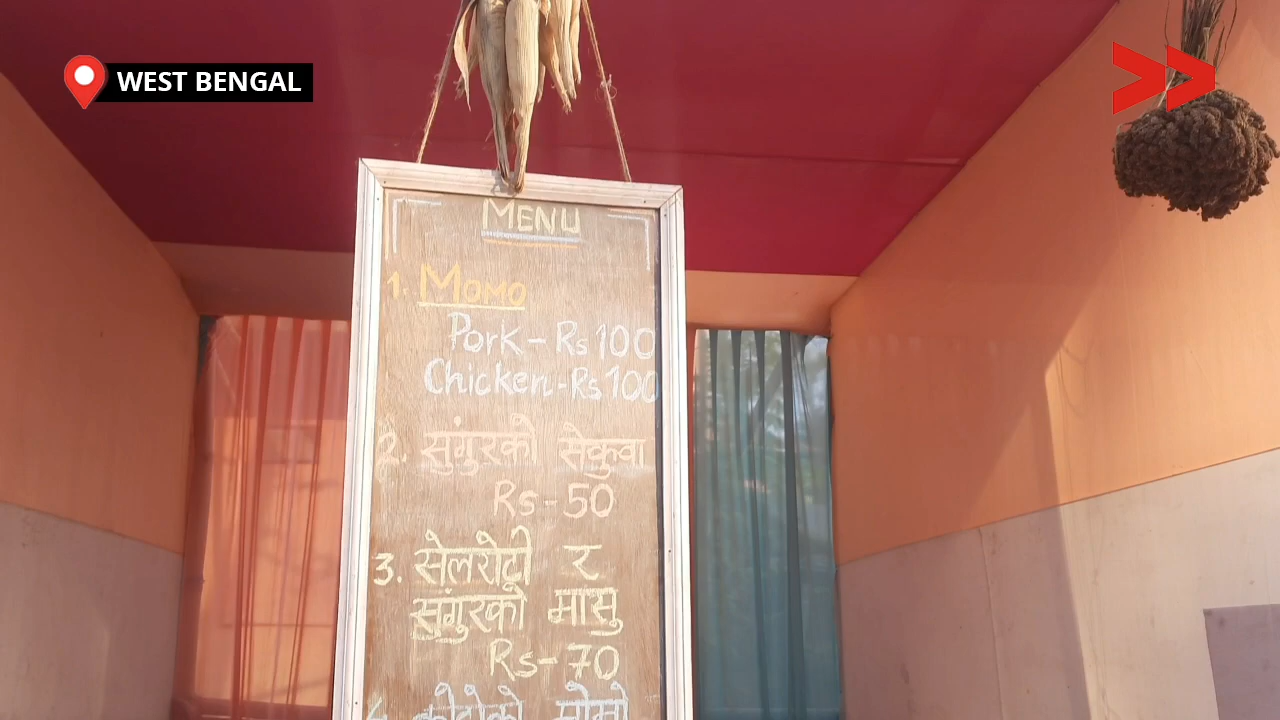 WEST BENGAL
MENU
1. MOMO
Pork - Rs 100
Chicken - Rs 100
2. सुंगुरको सेकुवा
Rs - 50
3. सेलरोटी र
सुंगुरको मासु
Rs - 70
4. कोदोको मोमो